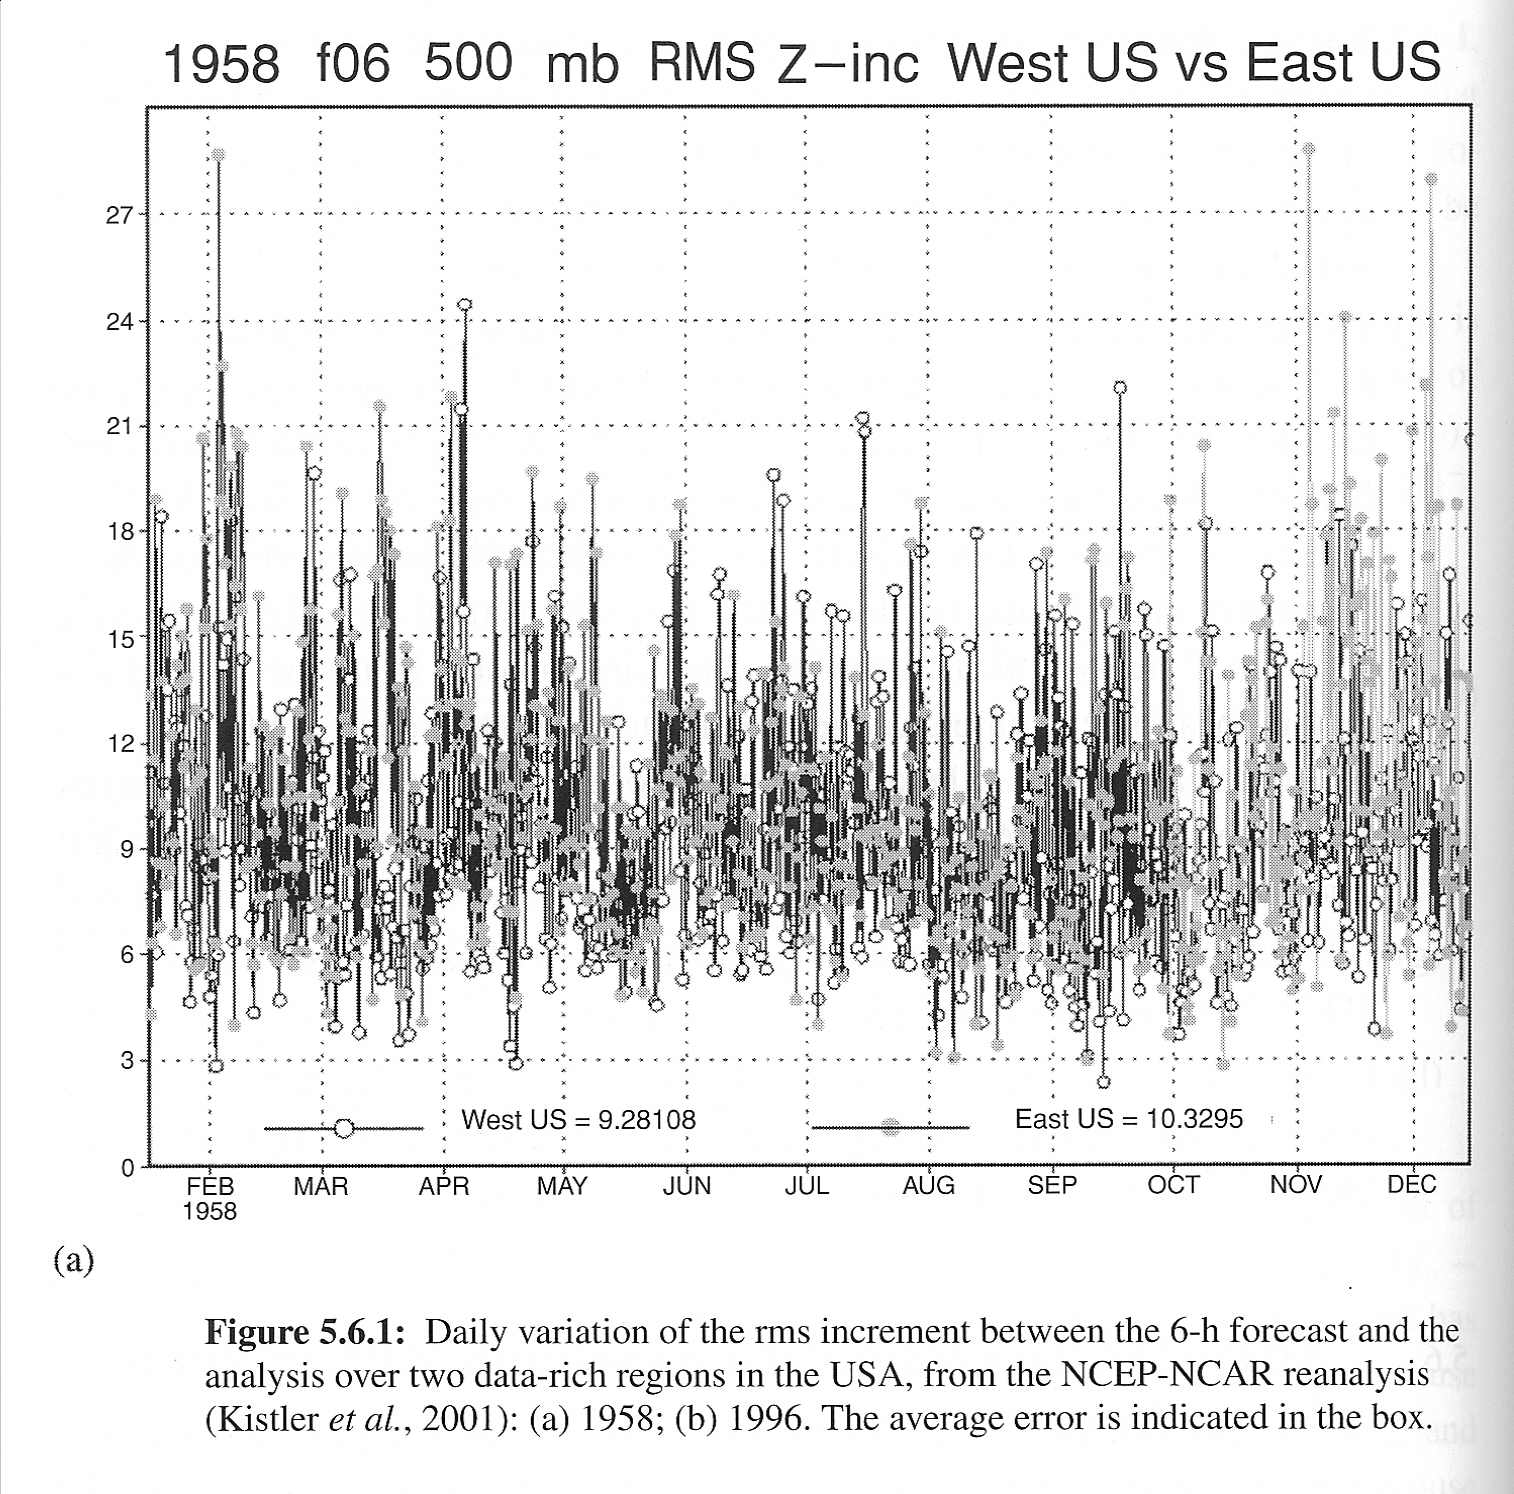 1958 f06 500 mb RMS Z-inc West US vs East US
27
24
21
18
15
12
9
6
3
0
West US = 9.28108
East US = 10.3295
FEB MAR APR MAY JUN JUL AUG SEP OCT NOV DEC
1958
(a)
Figure 5.6.1: Daily variation of the rms increment between the 6-h forecast and the
analysis over two data-rich regions in the USA, from the NCEP-NCAR reanalysis
(Kistler et al., 2001): (a) 1958; (b) 1996. The average error is indicated in the box.